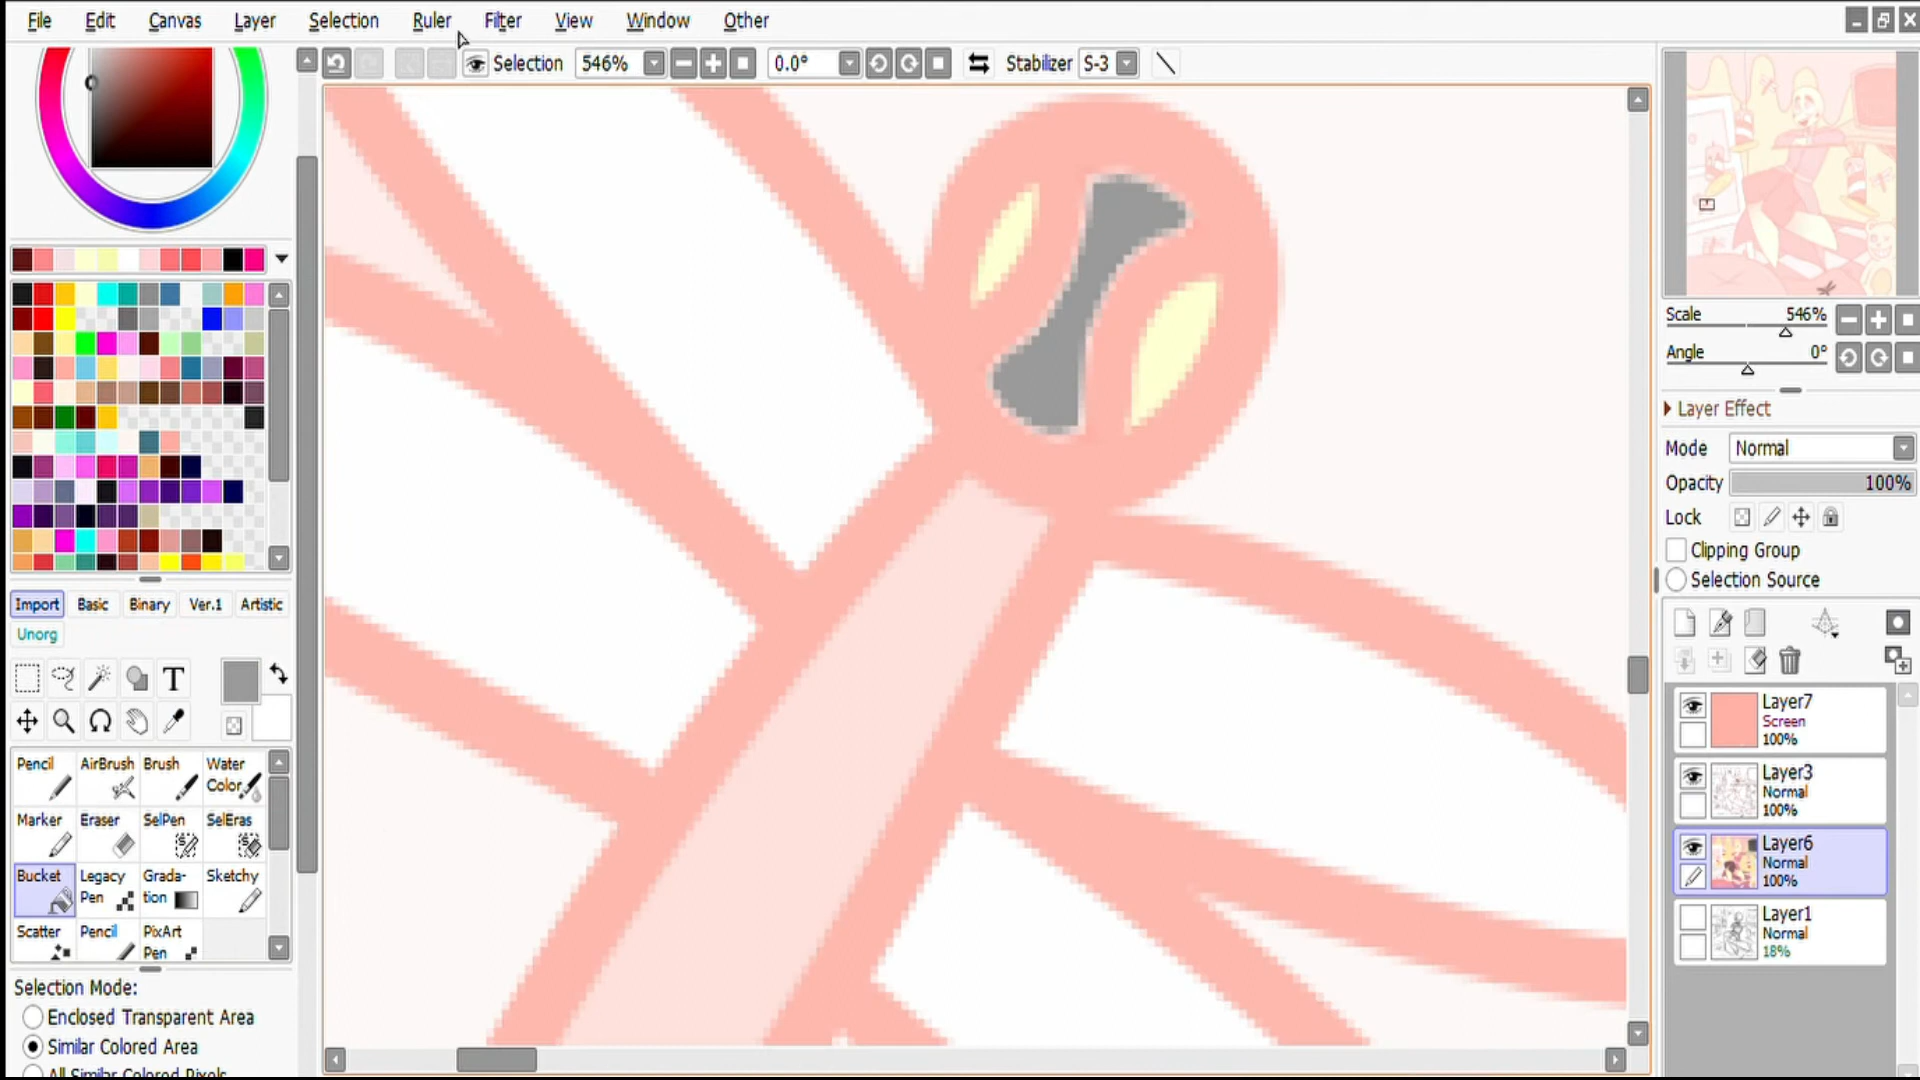 File Edit Canvas Layer Selection Ruler Filter View Window Other
Selection 546% 0.0° Stabilizer S-3
Scale 546%
Angle 0°
Layer Effect
Mode Normal
Opacity 100%
Lock
Clipping Group
Selection Source
Import Basic Binary Ver.1 Artistic
Unorg
T
Pencil AirBrush Brush Water
Color
Marker Eraser SelPen SelEras
Bucket Legacy Grada- Sketchy
Pen tion
Scatter Pencil PixArt
Pen
Selection Mode:
Enclosed Transparent Area
Similar Colored Area
All Similar Colored Pixels
Layer7
Screen
100%
Layer3
Normal
100%
Layer6
Normal
100%
Layer1
Normal
18%